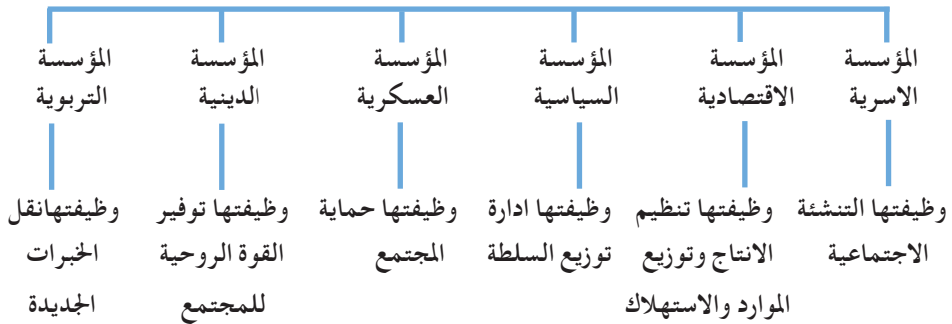 المؤسسة الاسرية
المؤسسة الاقتصادية
المؤسسة السياسية
المؤسسة العسكرية
المؤسسة الدينية
المؤسسة التربوية
وظيفتها التنشئة
الاجتماعية
وظيفتها تنظيم
الانتاج وتوزيع
الموارد والاستهلاك
وظيفتها ادارة
توزيع السلطة
وظيفتها حماية
المجتمع
وظيفتها توفير
القوة الروحية
للمجتمع
وظيفتهانقل
الخبرات
الجديدة